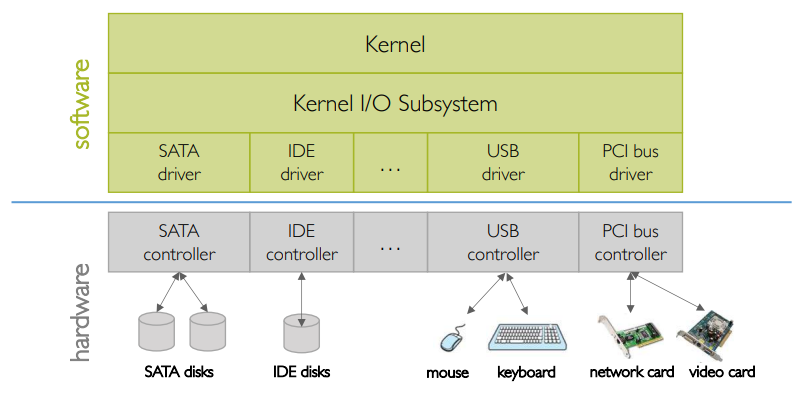 software
Kernel
Kernel I/O Subsystem
SATA
driver
IDE
driver
...
USB
driver
PCI bus
driver
hardware
SATA
controller
IDE
controller
...
USB
controller
PCI bus
controller
SATA disks
IDE disks
mouse
keyboard
network card
video card